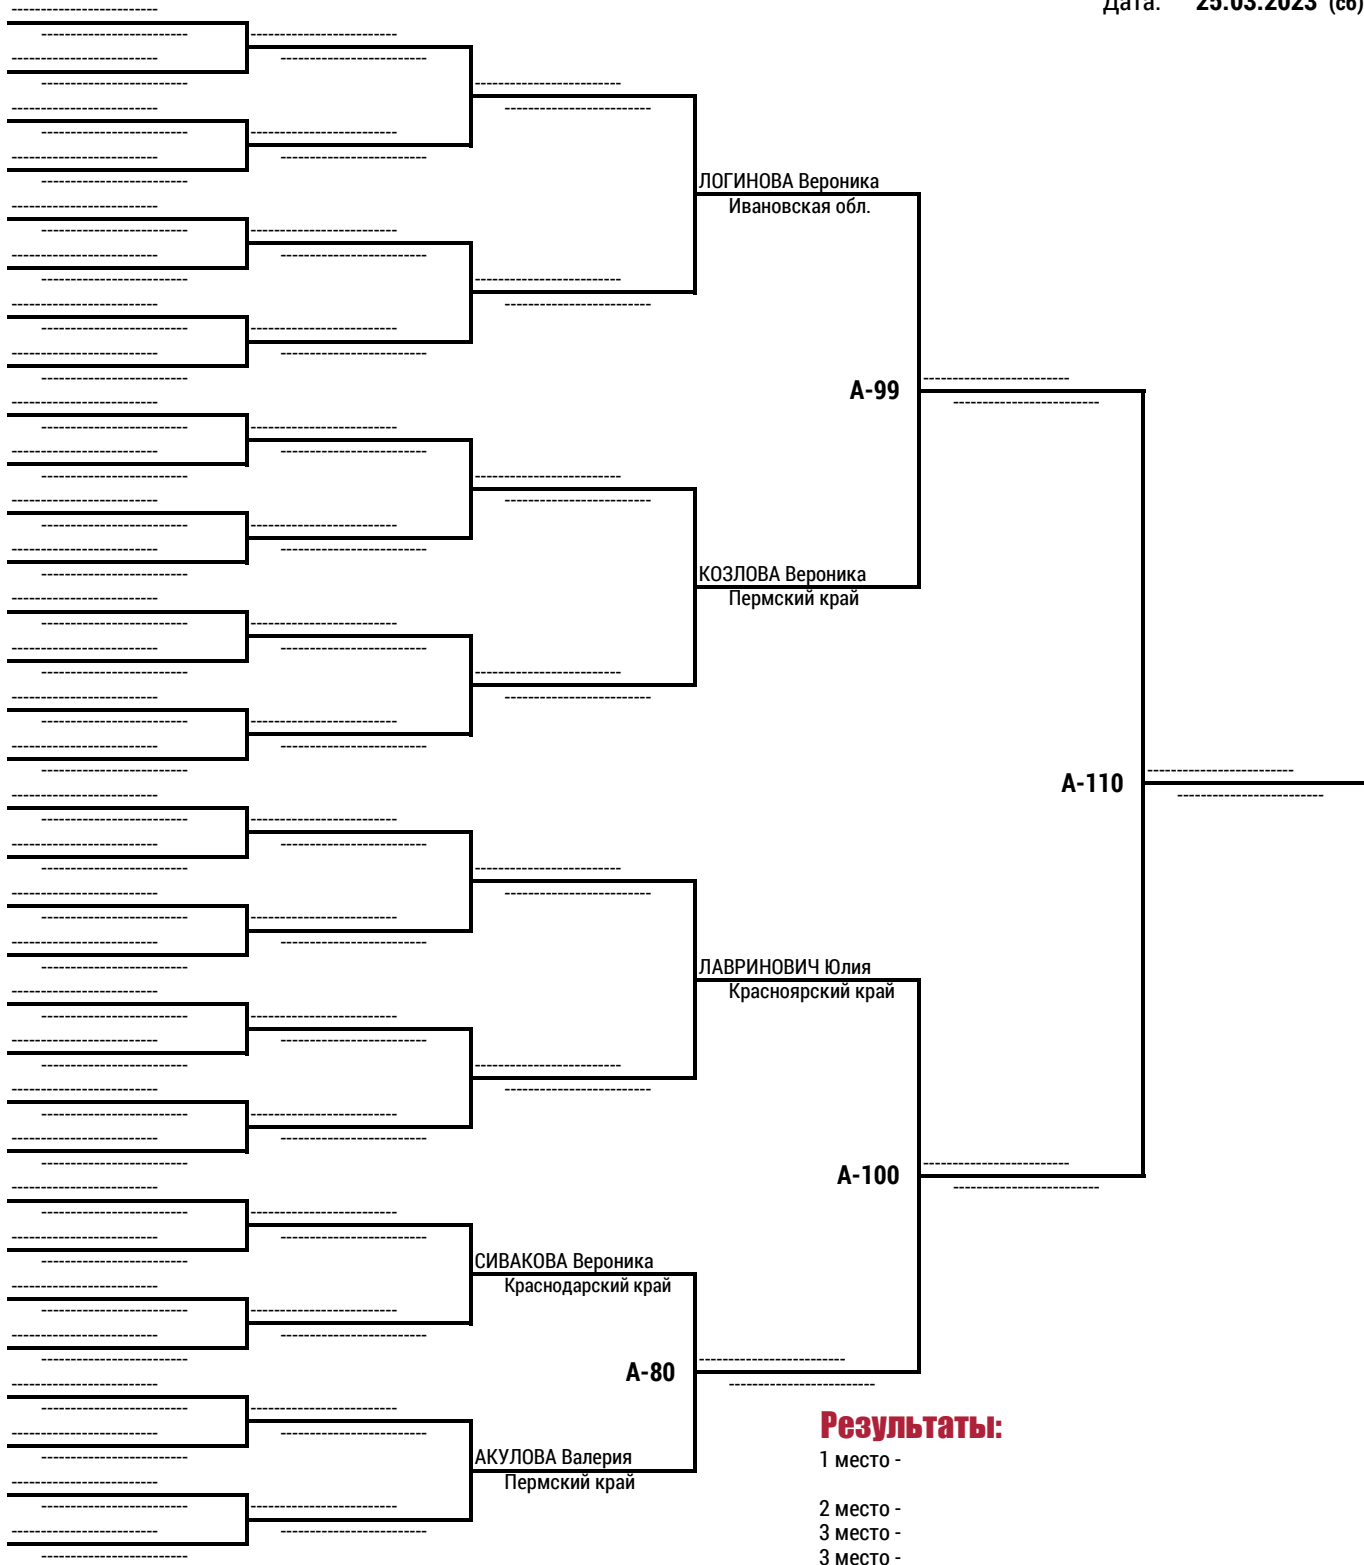 Дата: 25.03.2023 (сб)
ЛОГИНОВА Вероника
Ивановская обл.
А-99
КОЗЛОВА Вероника
Пермский край
А-110
ЛАВРИНОВИЧ Юлия
Красноярский край
А-100
СИВАКОВА Вероника
Краснодарский край
А-80
АКУЛОВА Валерия
Пермский край
Результаты:
1 место -
2 место -
3 место -
3 место -